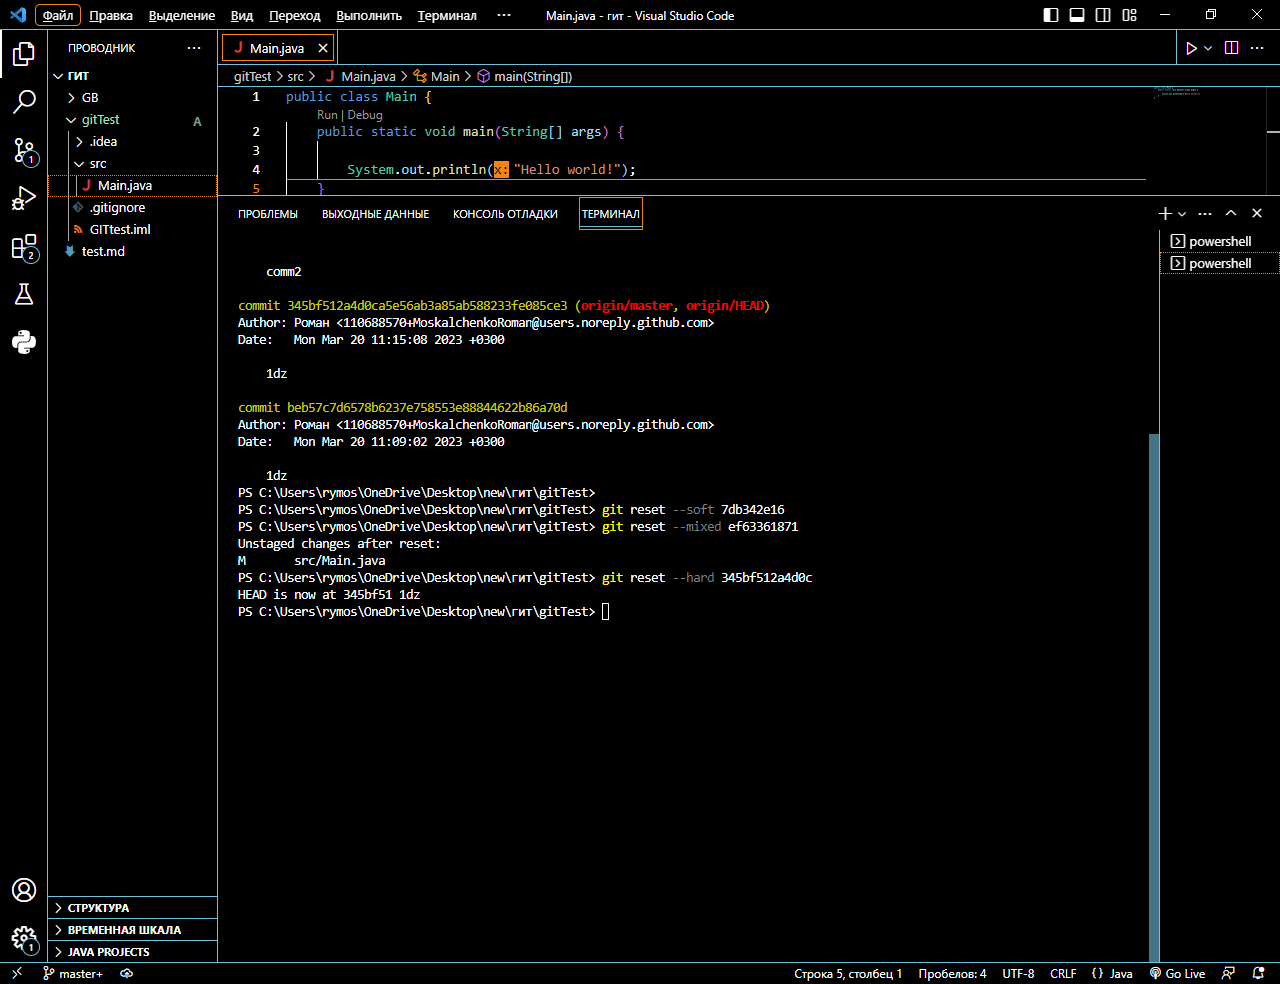 Файл Правка Выделение Вид Переход Выполнить Терминал ··· Main.java - гит - Visual Studio Code
ПРОВОДНИК ···
ГИТ
GB
gitTest A
.idea
src
J Main.java
.gitignore
GITtest.iml
test.md
1
2
1
СТРУКТУРА
ВРЕМЕННАЯ ШКАЛА
JAVA PROJECTS
J Main.java
gitTest > src > J Main.java > Main > main(String[])
1 public class Main {
Run | Debug
2 public static void main(String[] args) {
3
4 System.out.println(x: "Hello world!");
5 }
ПРОБЛЕМЫ ВЫХОДНЫЕ ДАННЫЕ КОНСОЛЬ ОТЛАДКИ ТЕРМИНАЛ
powershell
powershell
comm2
commit 345bf512a4d0ca5e56ab3a85ab588233fe085ce3 (origin/master, origin/HEAD)
Author: Роман <110688570+MoskalchenkoRoman@users.noreply.github.com>
Date: Mon Mar 20 11:15:08 2023 +0300
1dz
commit beb57c7d6578b6237e758553e88844622b86a70d
Author: Роман <110688570+MoskalchenkoRoman@users.noreply.github.com>
Date: Mon Mar 20 11:09:02 2023 +0300
1dz
PS C:\Users\rymos\OneDrive\Desktop\new\гит\gitTest>
PS C:\Users\rymos\OneDrive\Desktop\new\гит\gitTest> git reset --soft 7db342e16
PS C:\Users\rymos\OneDrive\Desktop\new\гит\gitTest> git reset --mixed ef63361871
Unstaged changes after reset:
M src/Main.java
PS C:\Users\rymos\OneDrive\Desktop\new\гит\gitTest> git reset --hard 345bf512a4d0c
HEAD is now at 345bf51 1dz
PS C:\Users\rymos\OneDrive\Desktop\new\гит\gitTest>
master+ Строка 5, столбец 1 Пробелов: 4 UTF-8 CRLF {} Java Go Live